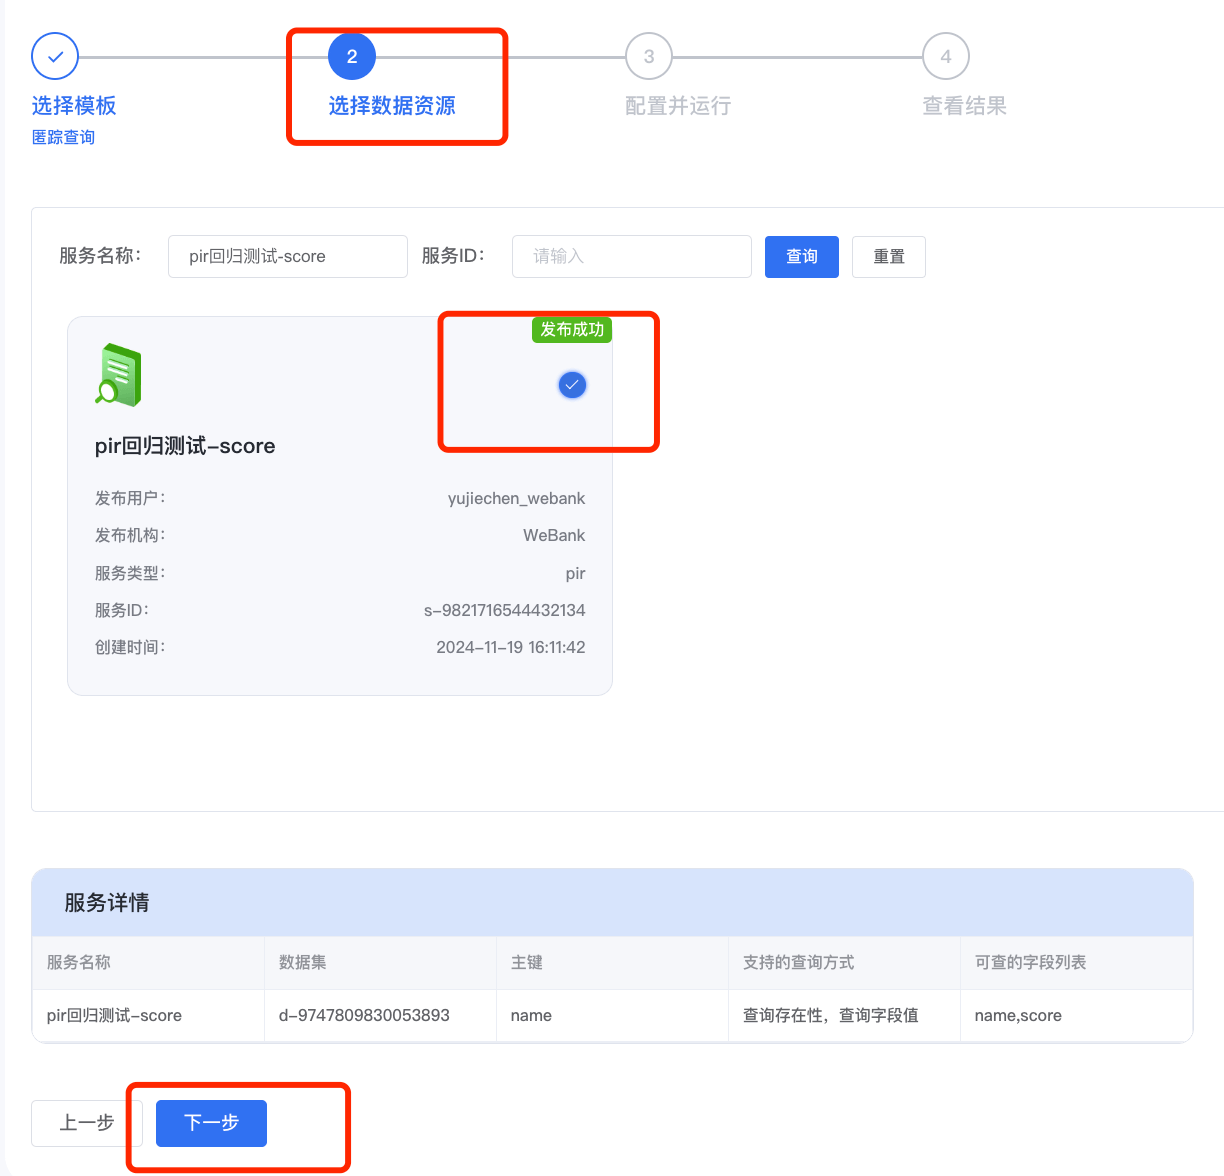 2
3
4
选择模板
选择数据资源
配置并运行
查看结果
匿踪查询
服务名称：
pir回归测试-score
服务ID：
请输入
查询
重置
发布成功
pir回归测试-score
发布用户：
yujiechen_webank
发布机构：
WeBank
服务类型：
pir
服务ID：
s-9821716544432134
创建时间：
2024-11-19 16:11:42
服务详情
服务名称
数据集
主键
支持的查询方式
可查的字段列表
pir回归测试-score
d-9747809830053893
name
查询存在性，查询字段值
name,score
上一步
下一步